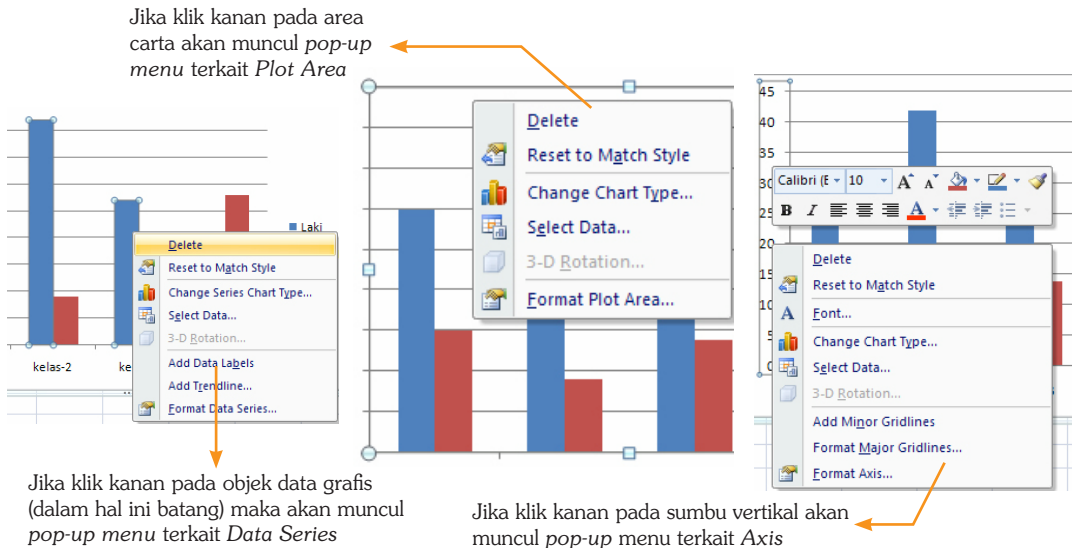 Jika klik kanan pada area
carta akan muncul pop-up
menu terkait Plot Area
Laki
Delete
Reset to Match Style
Change Series Chart Type...
Select Data...
3-D Rotation...
Add Data Labels
Add Trendline...
Format Data Series...
kelas-2
ke
Jika klik kanan pada objek data grafis
(dalam hal ini batang) maka akan muncul
pop-up menu terkait Data Series
Delete
Reset to Match Style
Change Chart Type...
Select Data...
3-D Rotation...
Format Plot Area...
45
40
35
30
25
20
15
10
5
0
Calibri (E 10 A A
B I A
Delete
Reset to Match Style
Font...
Change Chart Type...
Select Data...
3-D Rotation...
Add Minor Gridlines
Format Major Gridlines...
Format Axis...
Jika klik kanan pada sumbu vertikal akan
muncul pop-up menu terkait Axis